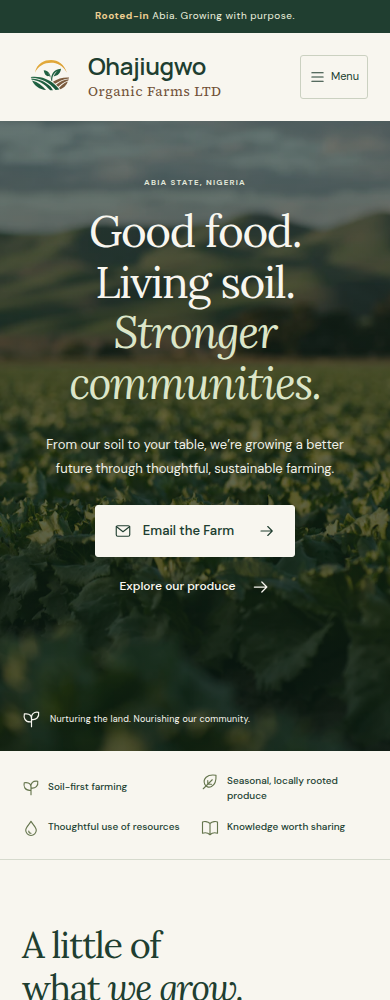 Rooted-in Abia. Growing with purpose.
Ohajiugwo
Organic Farms LTD
Menu
ABIA STATE, NIGERIA
Good food.
Living soil.
Stronger
communities.
From our soil to your table, we’re growing a better
future through thoughtful, sustainable farming.
Email the Farm
Explore our produce
Nurturing the land. Nourishing our community.
Soil-first farming
Seasonal, locally rooted
produce
Thoughtful use of resources
Knowledge worth sharing
A little of
what we grow.